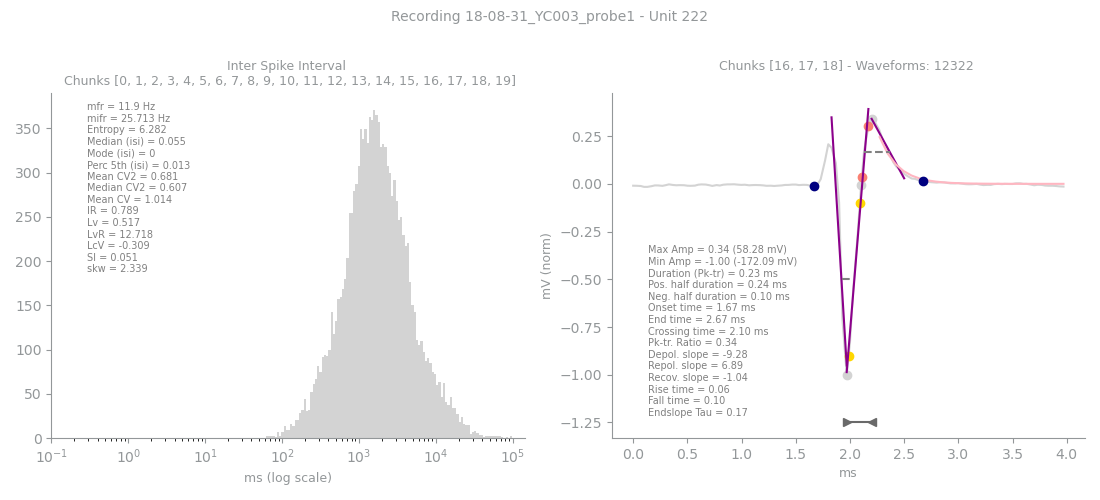 Recording 18-08-31_YC003_probe1 - Unit 222
Inter Spike Interval
Chunks [0, 1, 2, 3, 4, 5, 6, 7, 8, 9, 10, 11, 12, 13, 14, 15, 16, 17, 18, 19]
mfr = 11.9 Hz
mifr = 25.713 Hz
Entropy = 6.282
Median (isi) = 0.055
Mode (isi) = 0
Perc 5th (isi) = 0.013
Mean CV2 = 0.681
Median CV2 = 0.607
Mean CV = 1.014
IR = 0.789
Lv = 0.517
LvR = 12.718
LcV = -0.309
SI = 0.051
skw = 2.339
350
300
250
200
150
100
50
0
10⁻¹ 10⁰ 10¹ 10² 10³ 10⁴ 10⁵
ms (log scale)
Chunks [16, 17, 18] - Waveforms: 12322
mV (norm)
0.25
0.00
−0.25
−0.50
−0.75
−1.00
−1.25
Max Amp = 0.34 (58.28 mV)
Min Amp = -1.00 (-172.09 mV)
Duration (Pk-tr) = 0.23 ms
Pos. half duration = 0.24 ms
Neg. half duration = 0.10 ms
Onset time = 1.67 ms
End time = 2.67 ms
Crossing time = 2.10 ms
Pk-tr. Ratio = 0.34
Depol. slope = -9.28
Repol. slope = 6.89
Recov. slope = -1.04
Rise time = 0.06
Fall time = 0.10
Endslope Tau = 0.17
0.0 0.5 1.0 1.5 2.0 2.5 3.0 3.5 4.0
ms